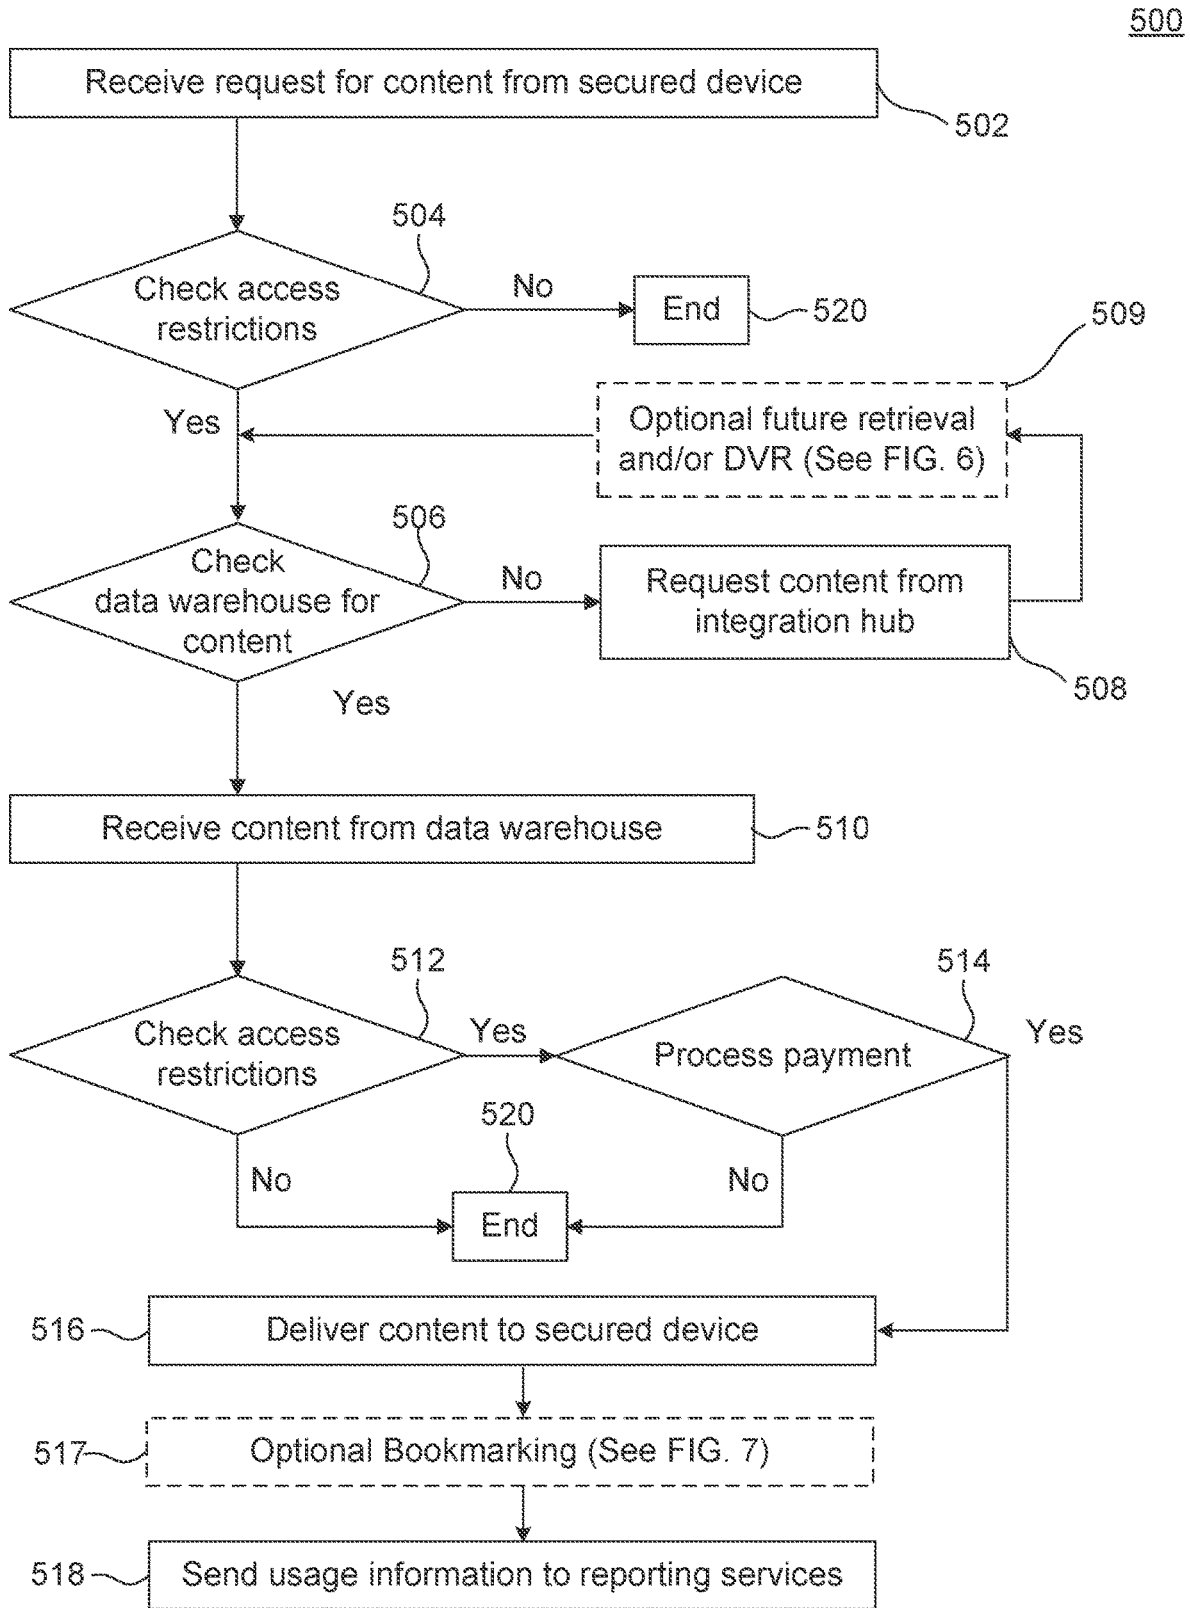 500
Receive request for content from secured device
502
504
Check access
restrictions
No
End
520
509
Yes
Optional future retrieval
and/or DVR (See FIG. 6)
506
Check
data warehouse for
content
No
Request content from
integration hub
508
Yes
Receive content from data warehouse
510
512
Check access
restrictions
Yes
514
Process payment
Yes
No
520
End
No
516
Deliver content to secured device
517
Optional Bookmarking (See FIG. 7)
518
Send usage information to reporting services